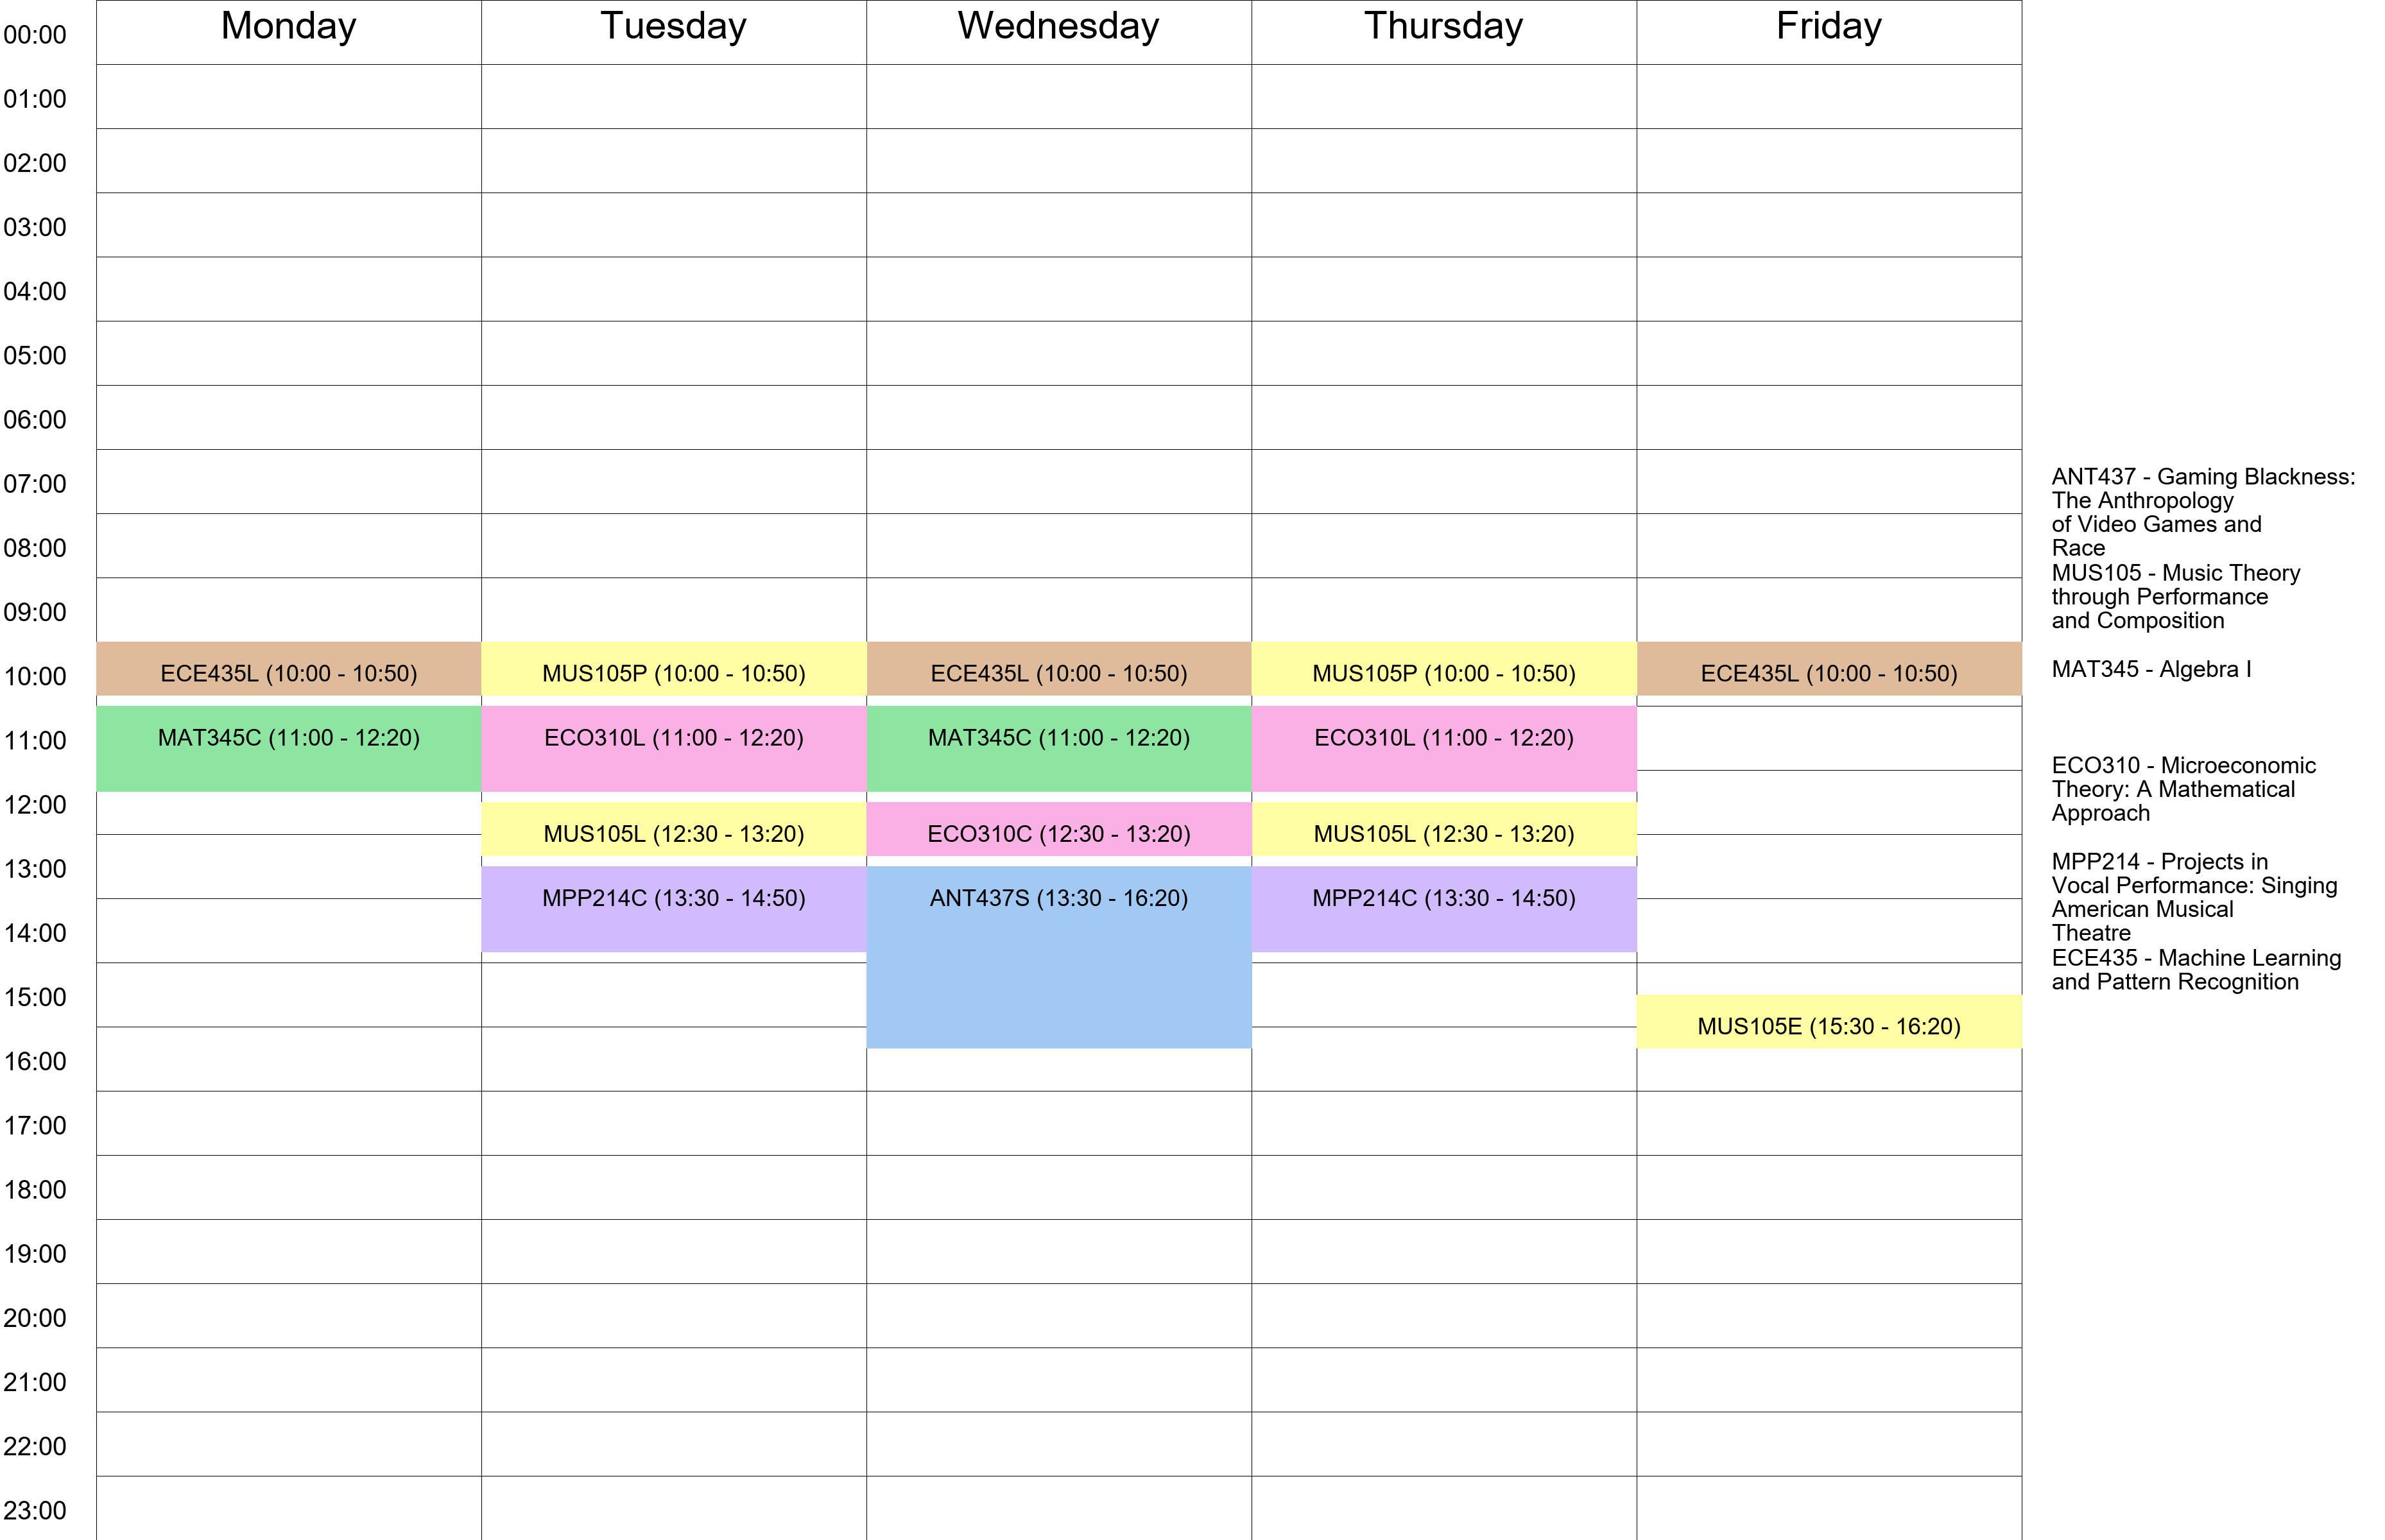 Monday Tuesday Wednesday Thursday Friday
00:00
01:00
02:00
03:00
04:00
05:00
06:00
07:00
08:00
09:00
10:00
11:00
12:00
13:00
14:00
15:00
16:00
17:00
18:00
19:00
20:00
21:00
22:00
23:00
ECE435L (10:00 - 10:50) MUS105P (10:00 - 10:50) ECE435L (10:00 - 10:50) MUS105P (10:00 - 10:50) ECE435L (10:00 - 10:50)
MAT345C (11:00 - 12:20) ECO310L (11:00 - 12:20) MAT345C (11:00 - 12:20) ECO310L (11:00 - 12:20)
MUS105L (12:30 - 13:20) ECO310C (12:30 - 13:20) MUS105L (12:30 - 13:20)
MPP214C (13:30 - 14:50) ANT437S (13:30 - 16:20) MPP214C (13:30 - 14:50)
MUS105E (15:30 - 16:20)
ANT437 - Gaming Blackness:
The Anthropology
of Video Games and
Race
MUS105 - Music Theory
through Performance
and Composition
MAT345 - Algebra I
ECO310 - Microeconomic
Theory: A Mathematical
Approach
MPP214 - Projects in
Vocal Performance: Singing
American Musical
Theatre
ECE435 - Machine Learning
and Pattern Recognition